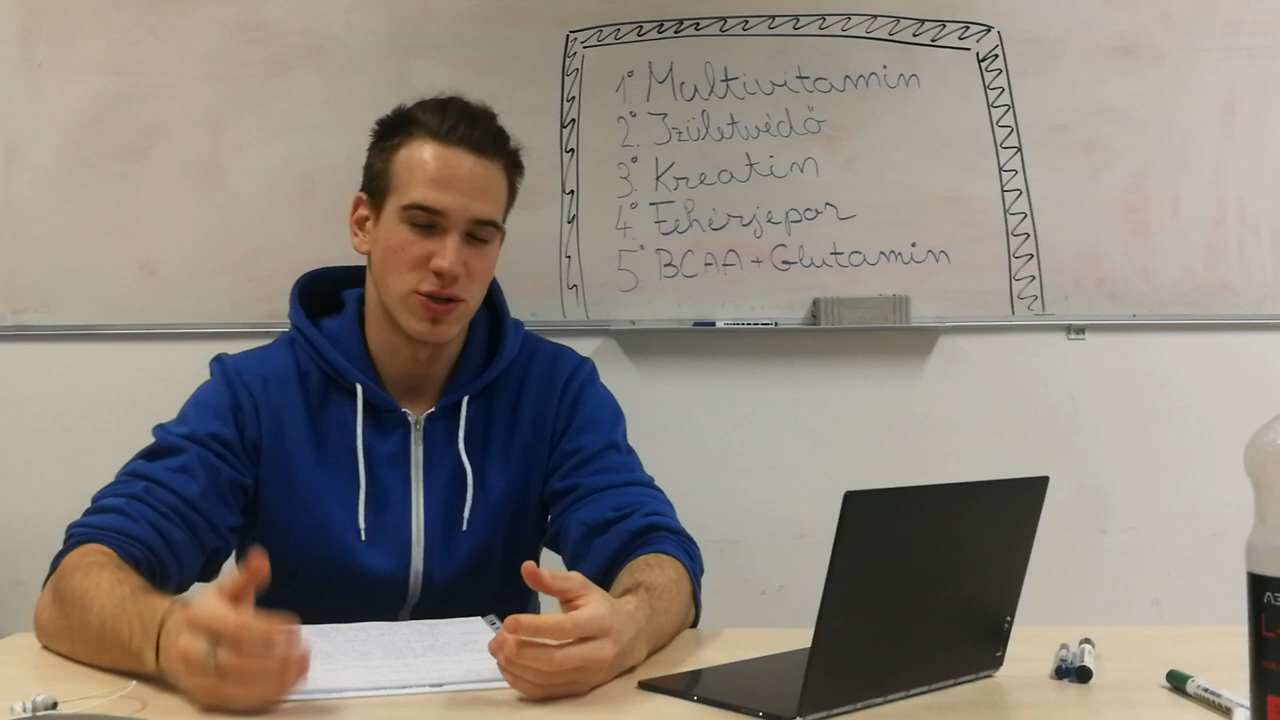 1. Multivitamin
2. Izületvédő
3. Kreatin
4. Fehérjepor
5. BCAA + Glutamin